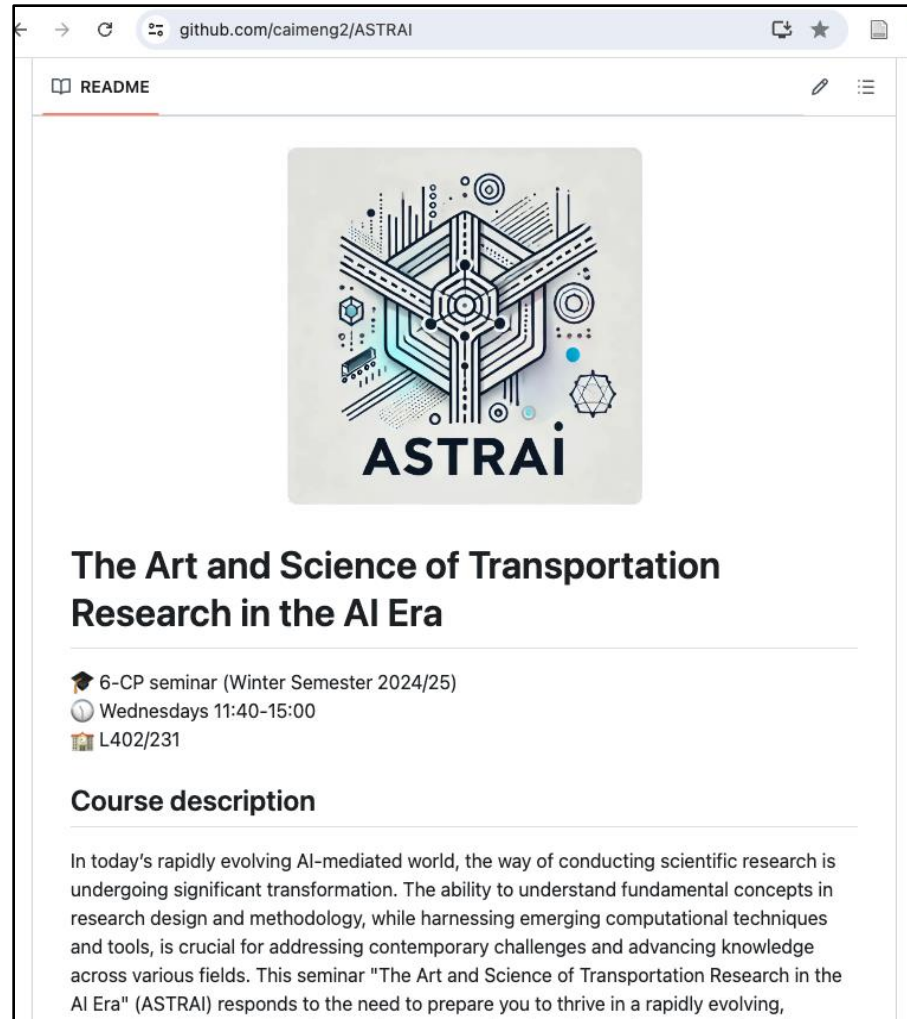 github.com/caimeng2/ASTRAI
README
ASTRAi
The Art and Science of Transportation
Research in the AI Era
🎓 6-CP seminar (Winter Semester 2024/25)
🕦 Wednesdays 11:40-15:00
🏫 L402/231
Course description
In today's rapidly evolving AI-mediated world, the way of conducting scientific research is
undergoing significant transformation. The ability to understand fundamental concepts in
research design and methodology, while harnessing emerging computational techniques
and tools, is crucial for addressing contemporary challenges and advancing knowledge
across various fields. This seminar "The Art and Science of Transportation Research in the
AI Era" (ASTRAI) responds to the need to prepare you to thrive in a rapidly evolving,